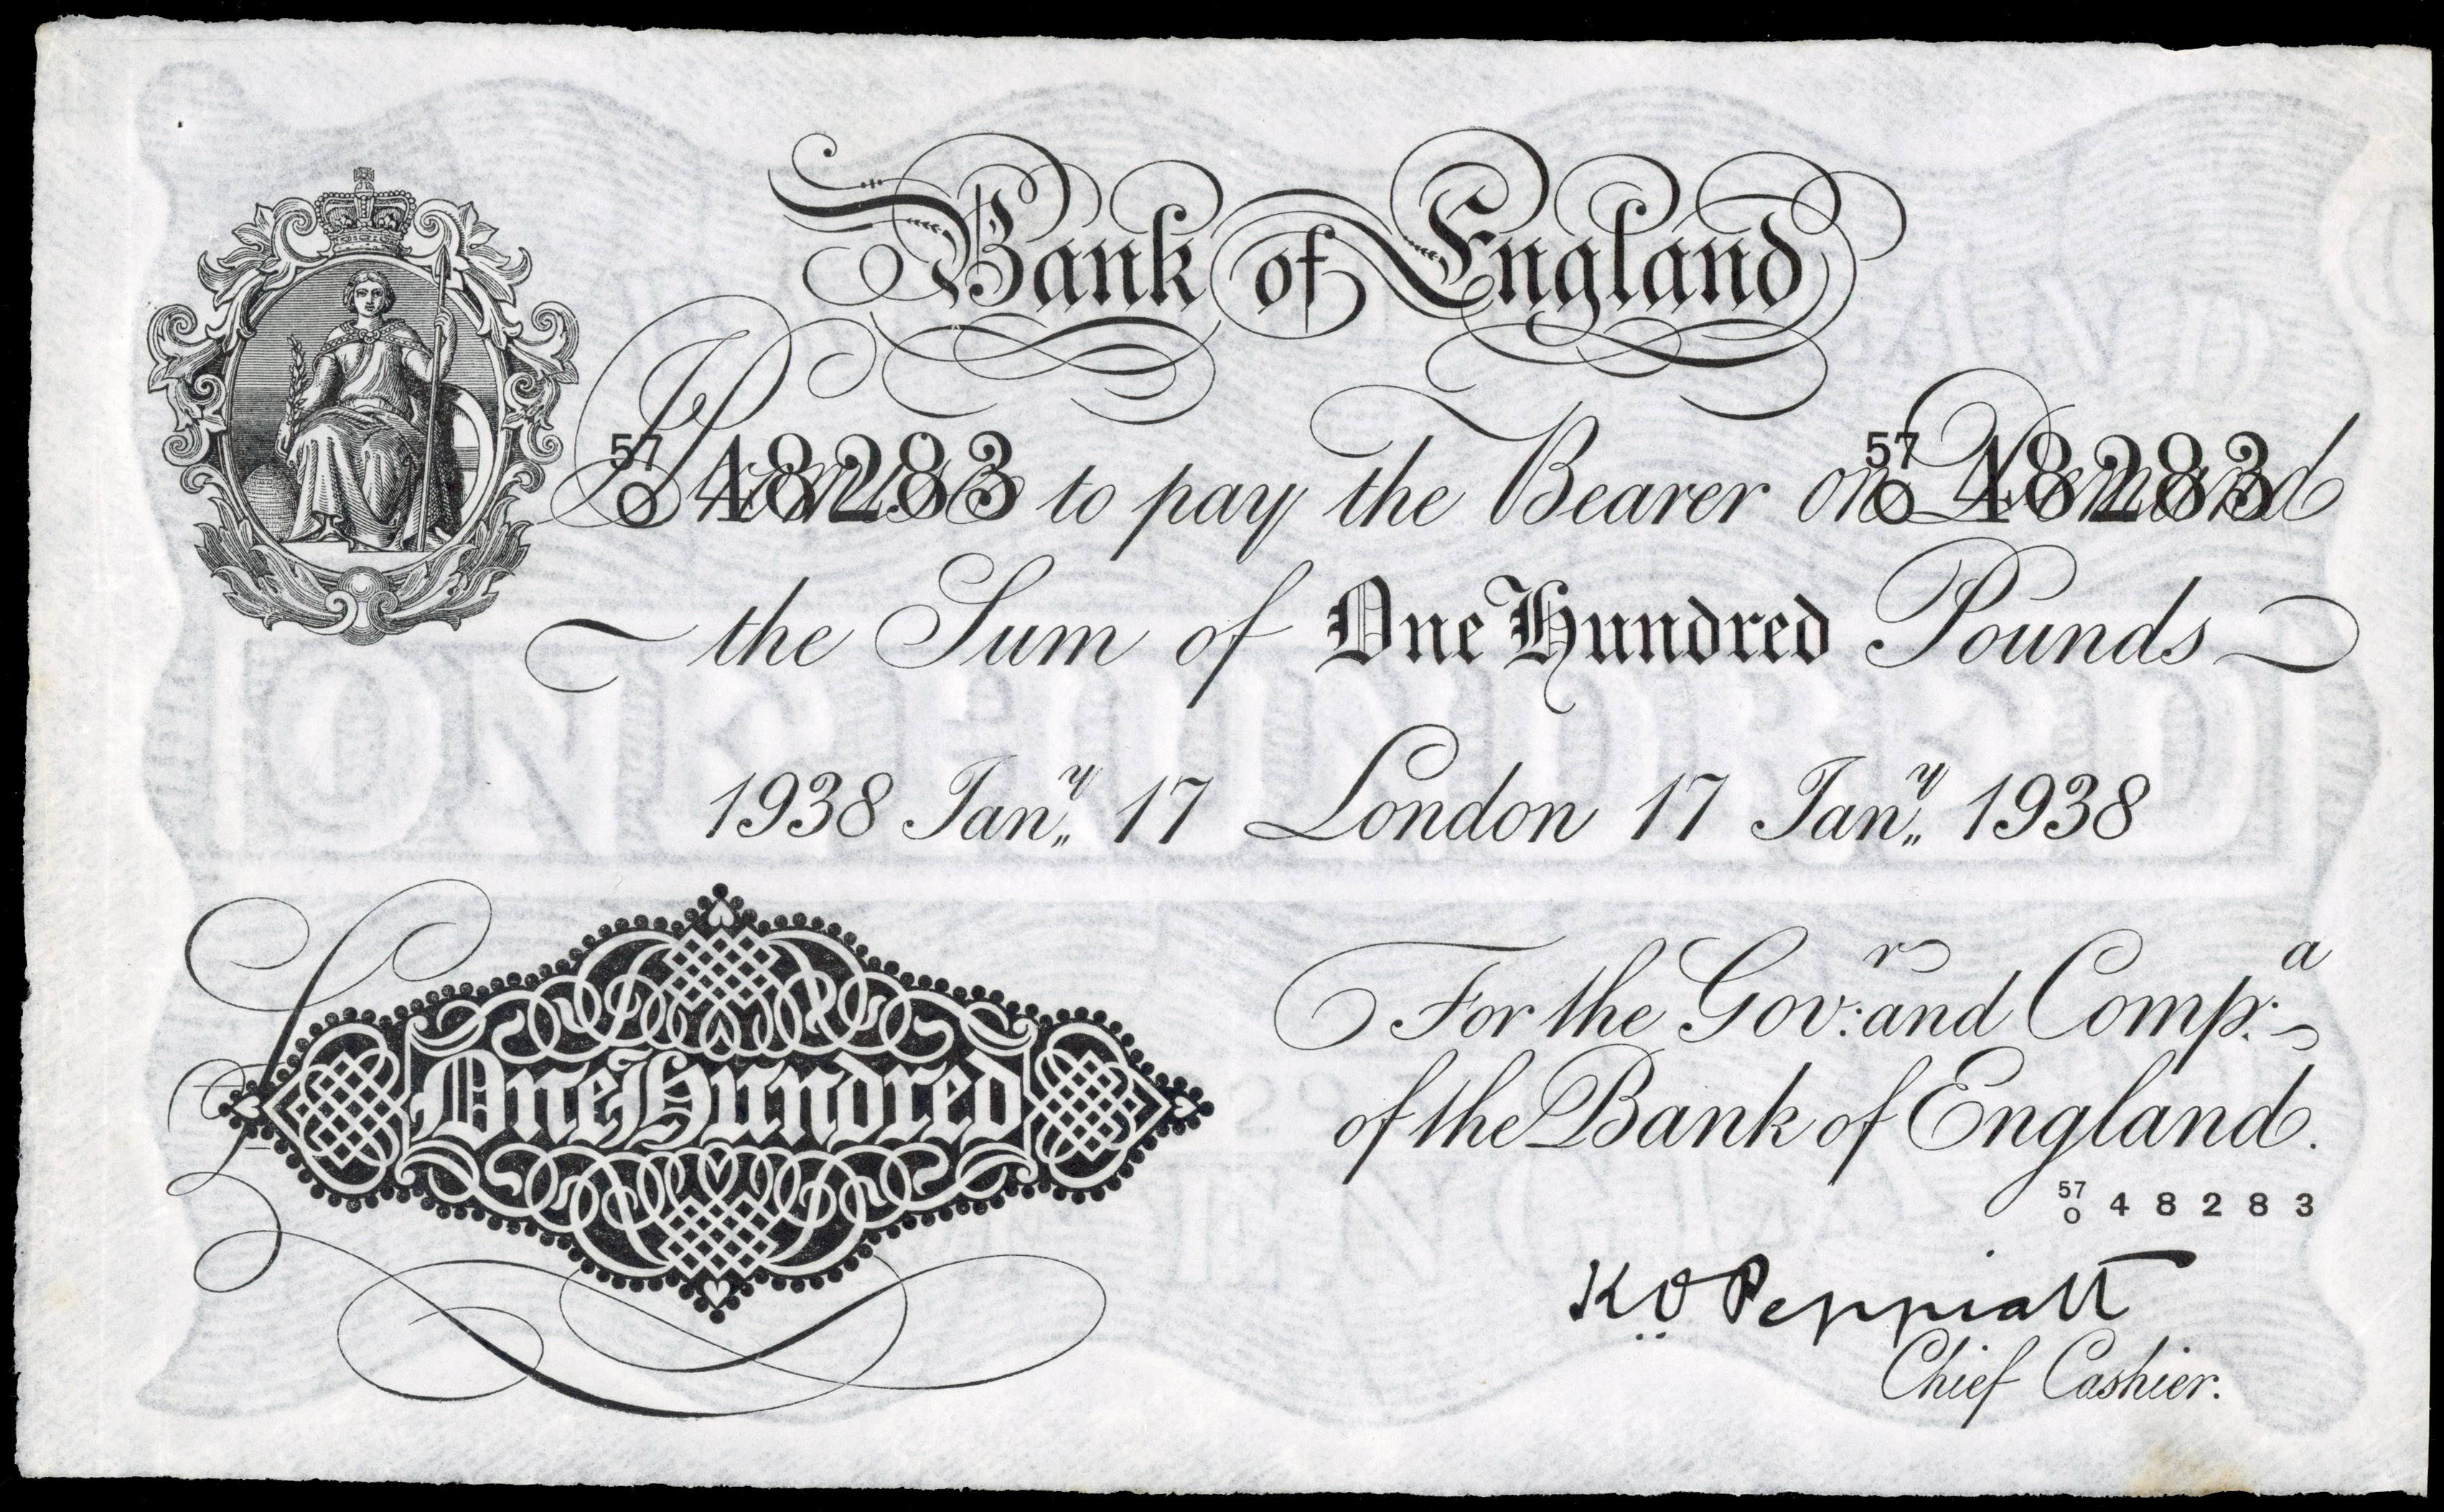 Bank of England
57/0 48283 57/0 48283
Promise to pay the Bearer on Demand
the Sum of One Hundred Pounds
1938 Jany 17 London 17 Jany 1938
For the Govr: and Compa:
of the Bank of England.
57/0 48283
£ One Hundred
K.O. Peppiatt
Chief Cashier.
ONE HUNDRED